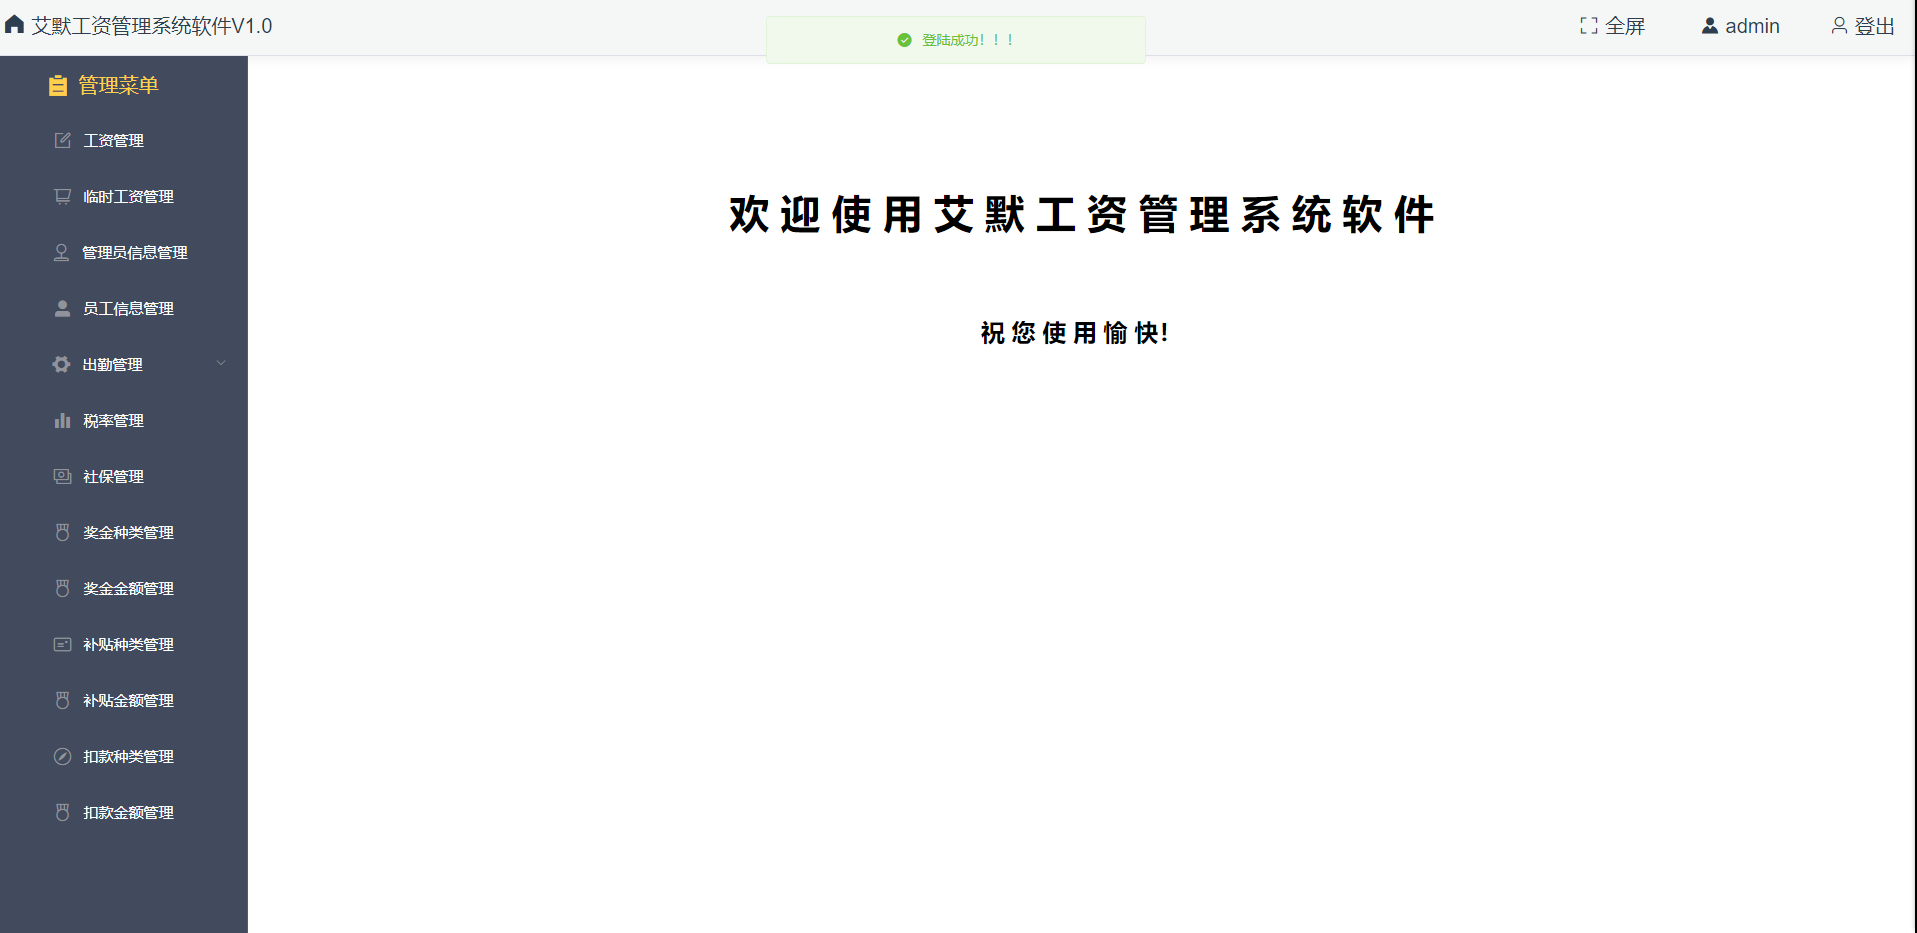 艾默工资管理系统软件V1.0
登陆成功！！！
全屏
admin
登出
管理菜单
工资管理
临时工资管理
管理员信息管理
员工信息管理
出勤管理
税率管理
社保管理
奖金种类管理
奖金金额管理
补贴种类管理
补贴金额管理
扣款种类管理
扣款金额管理
欢迎使用艾默工资管理系统软件
祝您使用愉快!